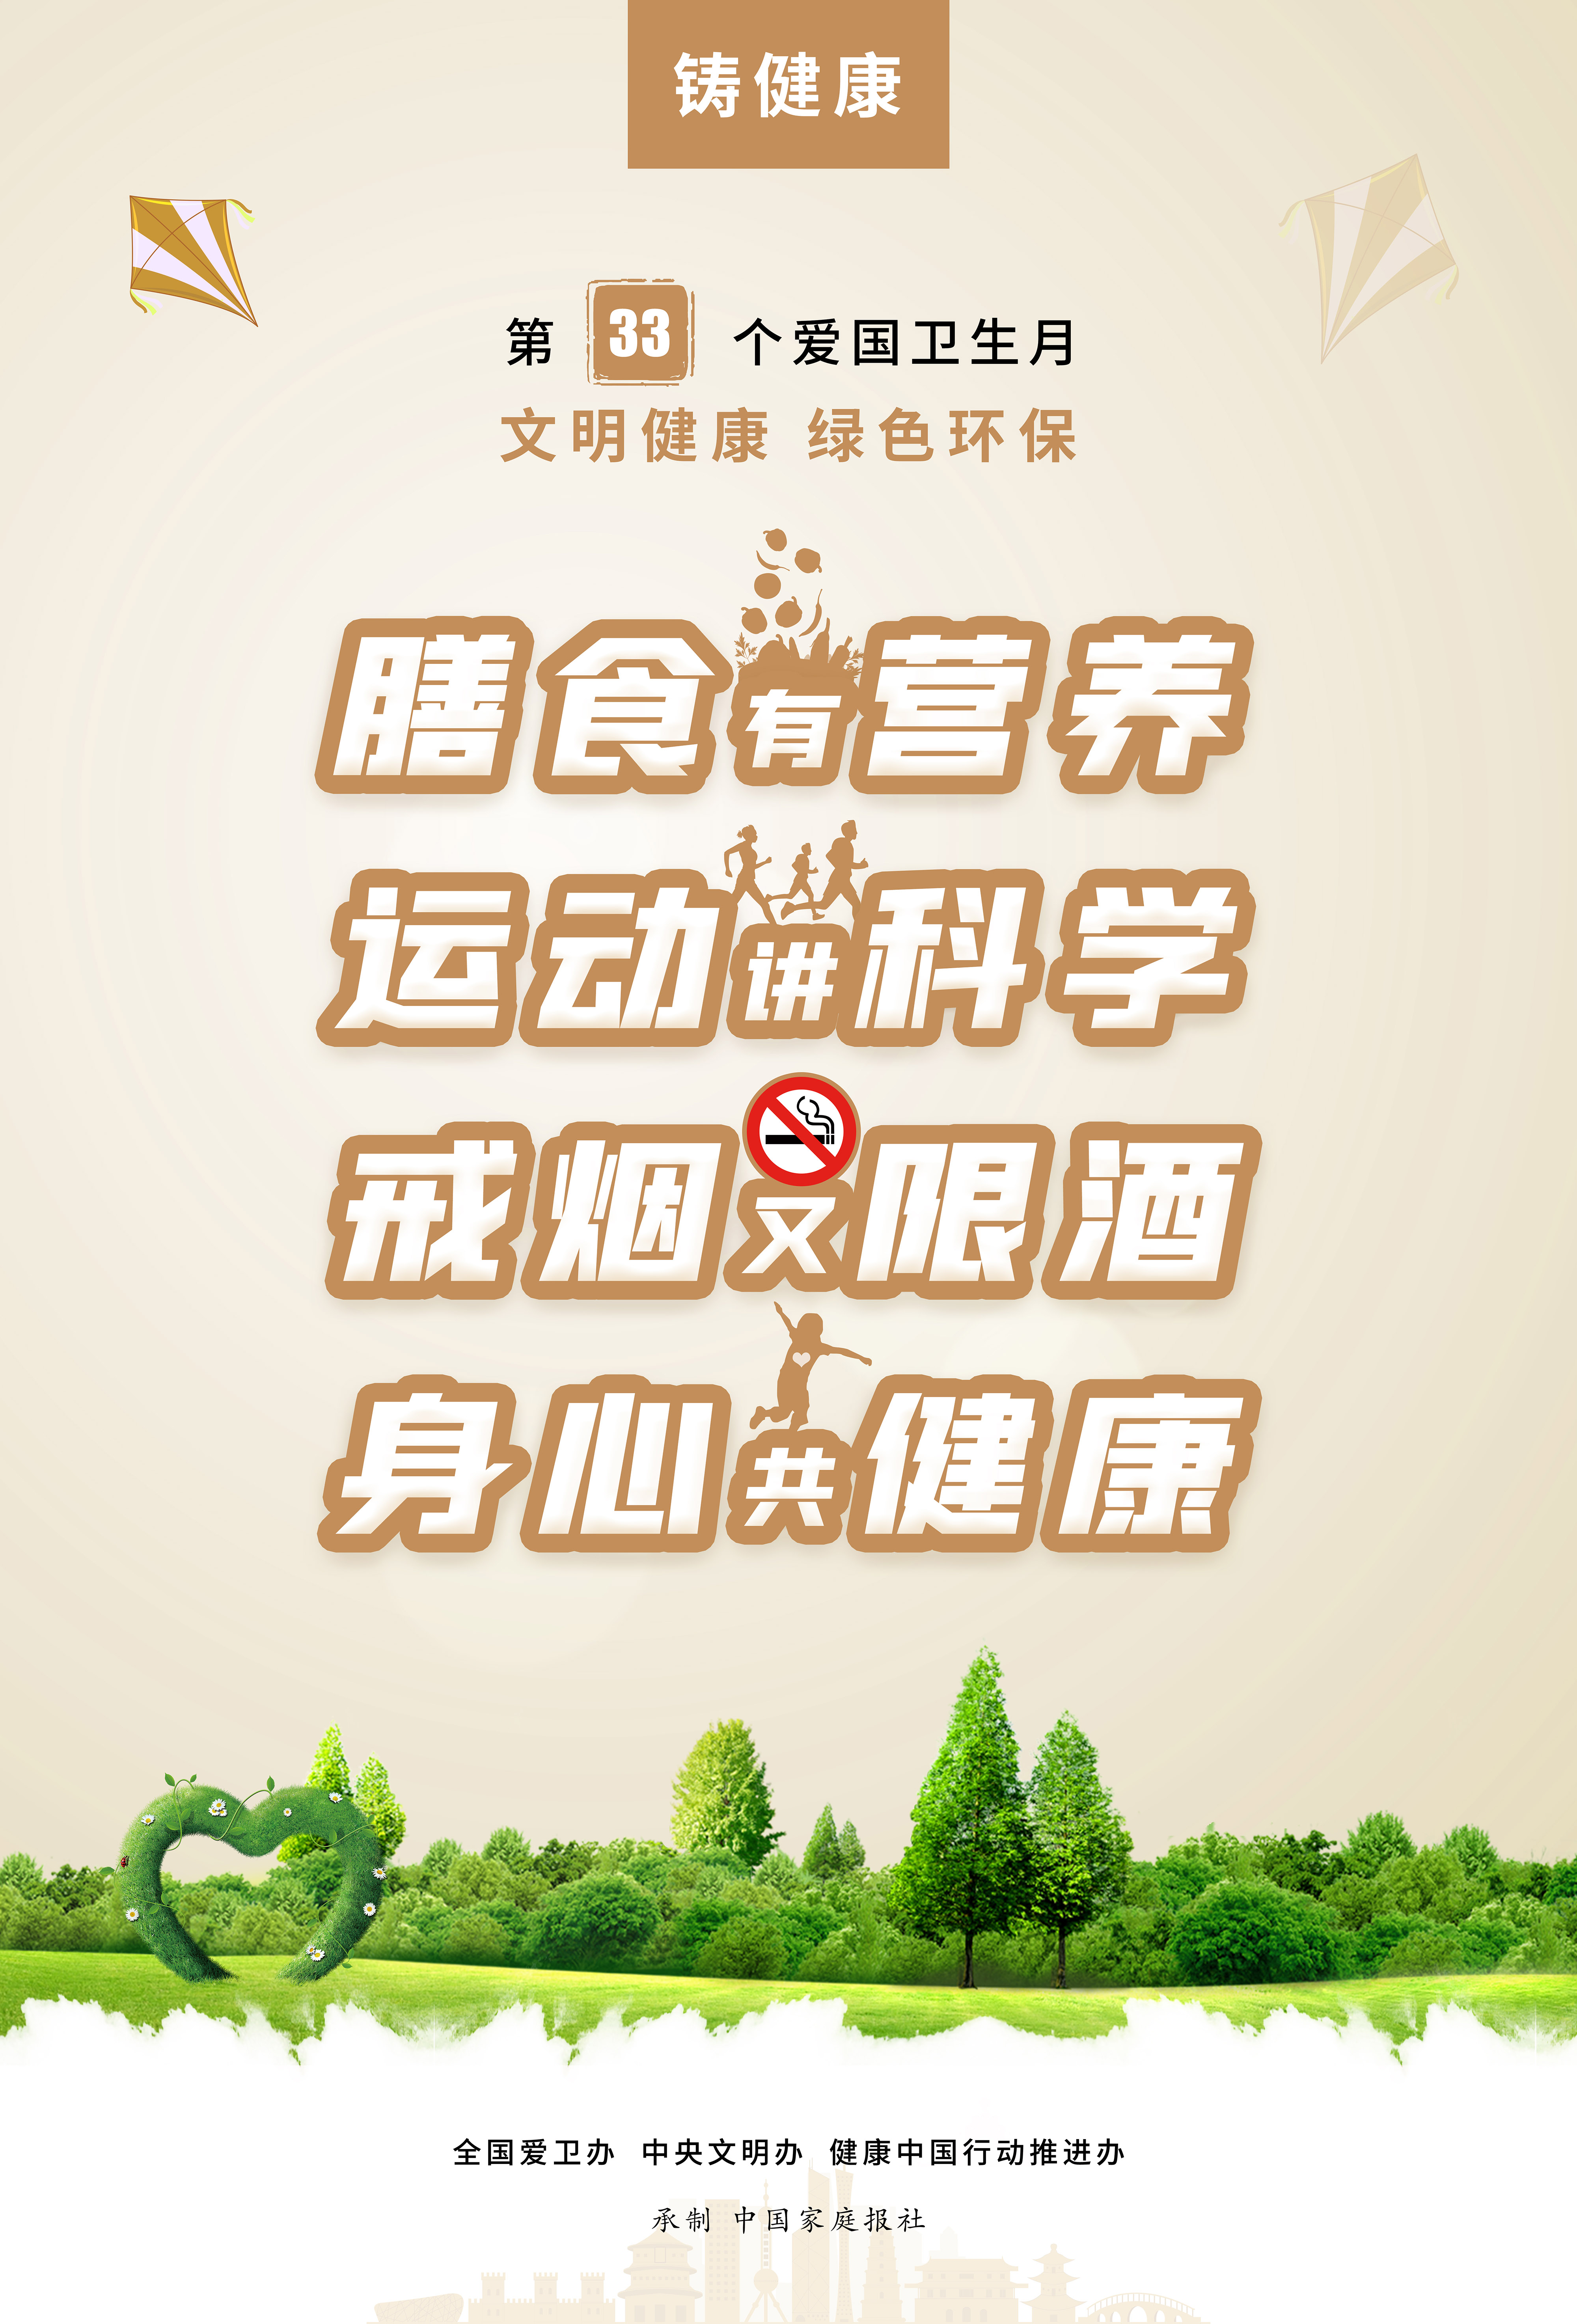 铸健康
第 33 个爱国卫生月
文明健康 绿色环保
膳食有营养
运动讲科学
戒烟又限酒
身心共健康
全国爱卫办 中央文明办 健康中国行动推进办
承制 中国家庭报社